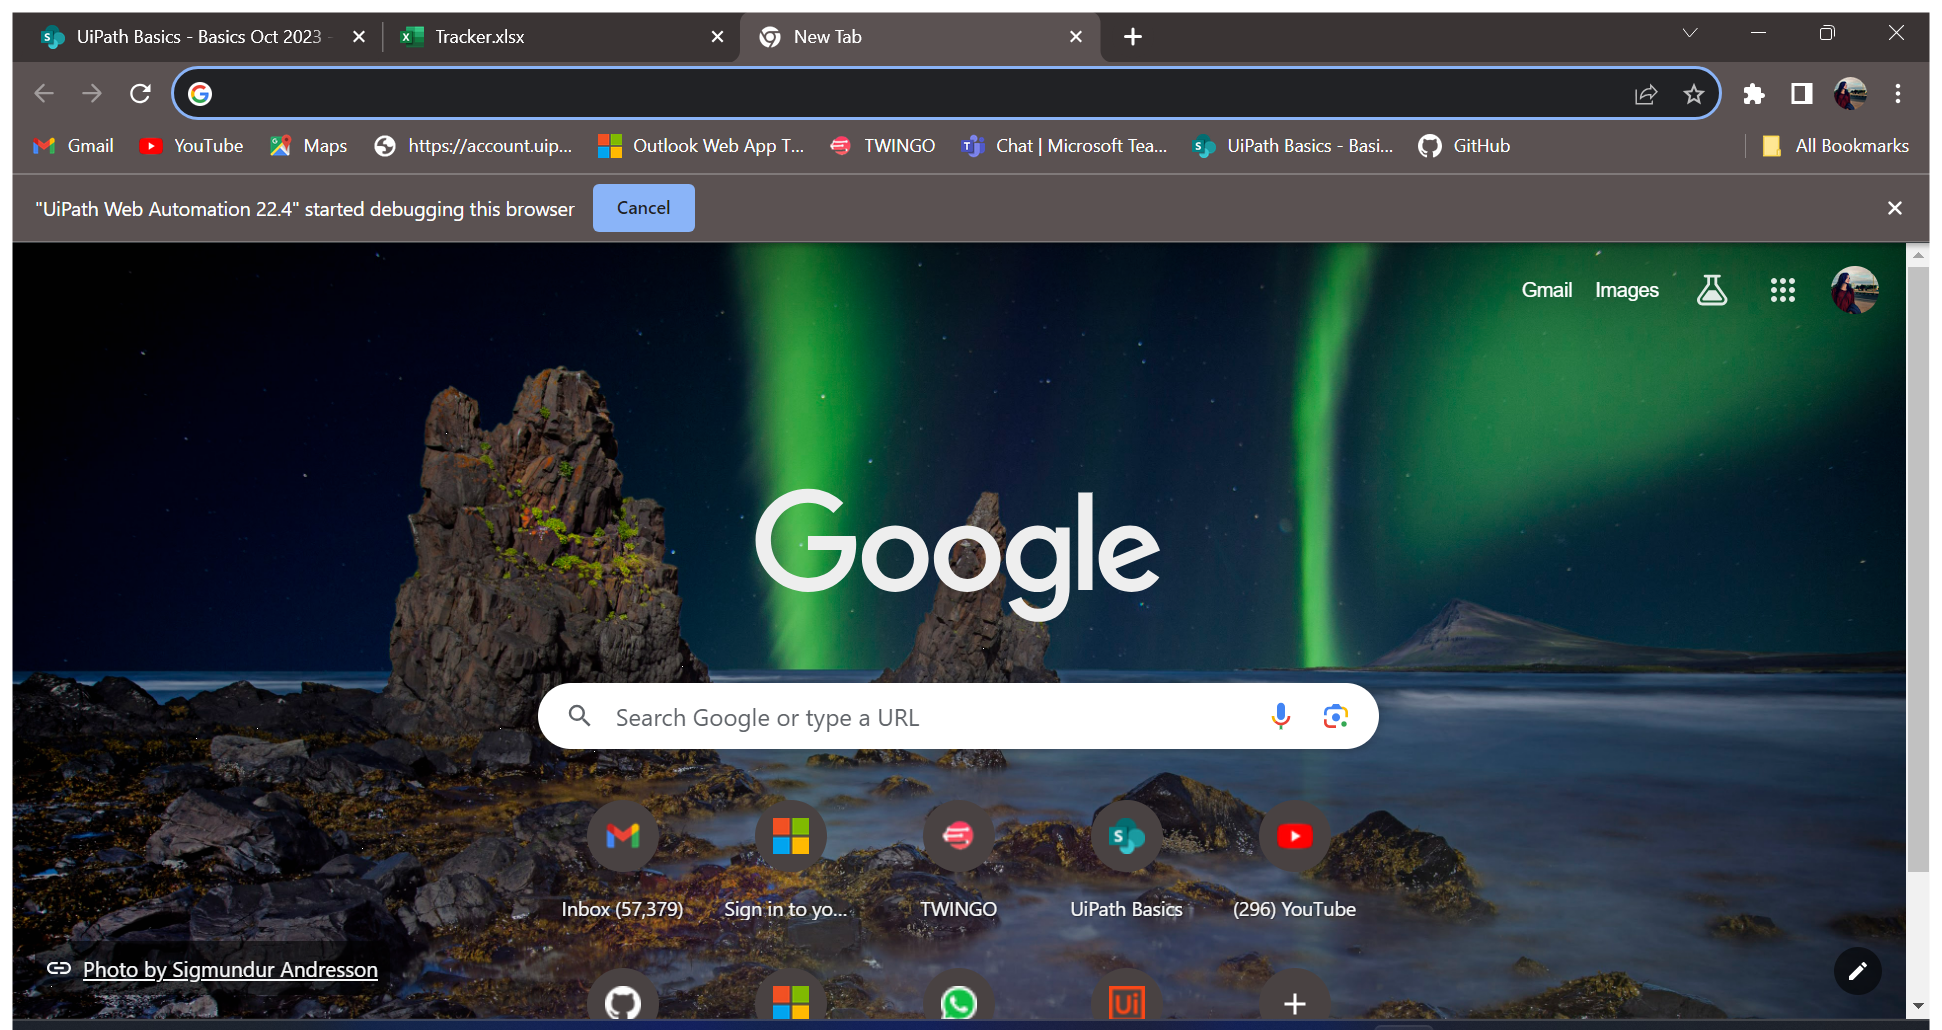 UiPath Basics - Basics Oct 2023 -
Tracker.xlsx
New Tab
Gmail
YouTube
Maps
https://account.uip...
Outlook Web App T...
TWINGO
Chat | Microsoft Tea...
UiPath Basics - Basi...
GitHub
All Bookmarks
"UiPath Web Automation 22.4" started debugging this browser
Cancel
Gmail
Images
Google
Search Google or type a URL
Inbox (57,379)
Sign in to yo...
TWINGO
UiPath Basics
(296) YouTube
Photo by Sigmundur Andresson
Ui